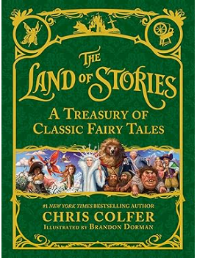 THE
LAND OF STORIES
A TREASURY OF
CLASSIC FAIRY TALES
#1 NEW YORK TIMES BESTSELLING AUTHOR
CHRIS COLFER
ILLUSTRATED BY BRANDON DORMAN